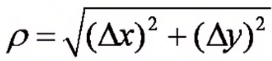 ρ = √((Δx)² + (Δy)²)